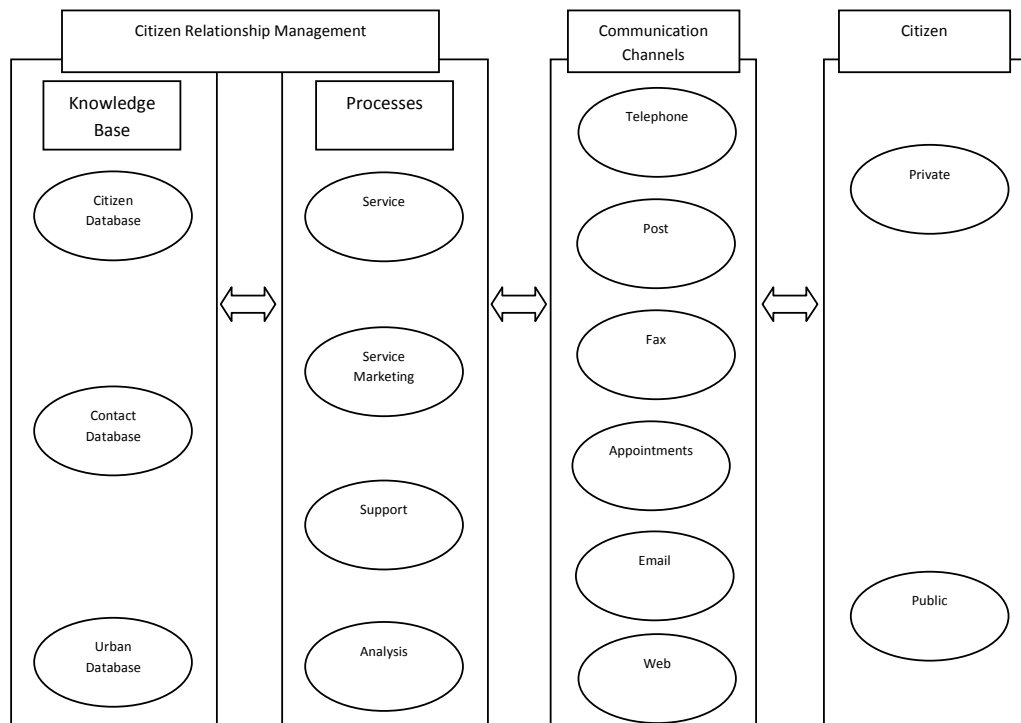 Citizen Relationship Management
Knowledge
Base
Citizen
Database
Contact
Database
Urban
Database
Processes
Service
Service
Marketing
Support
Analysis
Communication
Channels
Telephone
Post
Fax
Appointments
Email
Web
Citizen
Private
Public